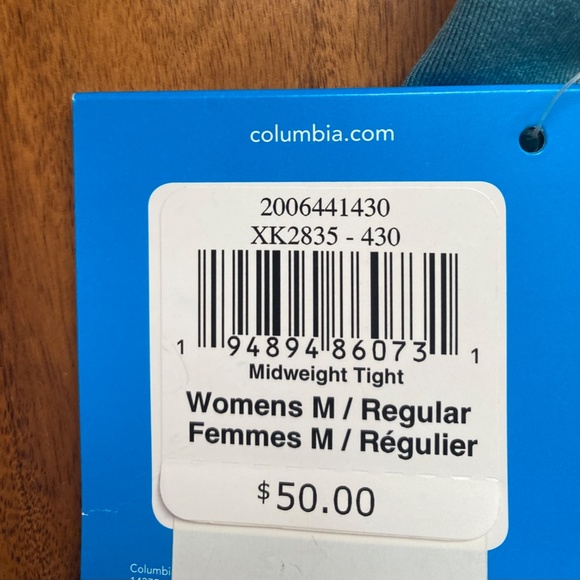 columbia.com
2006441430
XK2835 - 430
1 94894 86073 1
Midweight Tight
Womens M / Regular
Femmes M / Régulier
$50.00